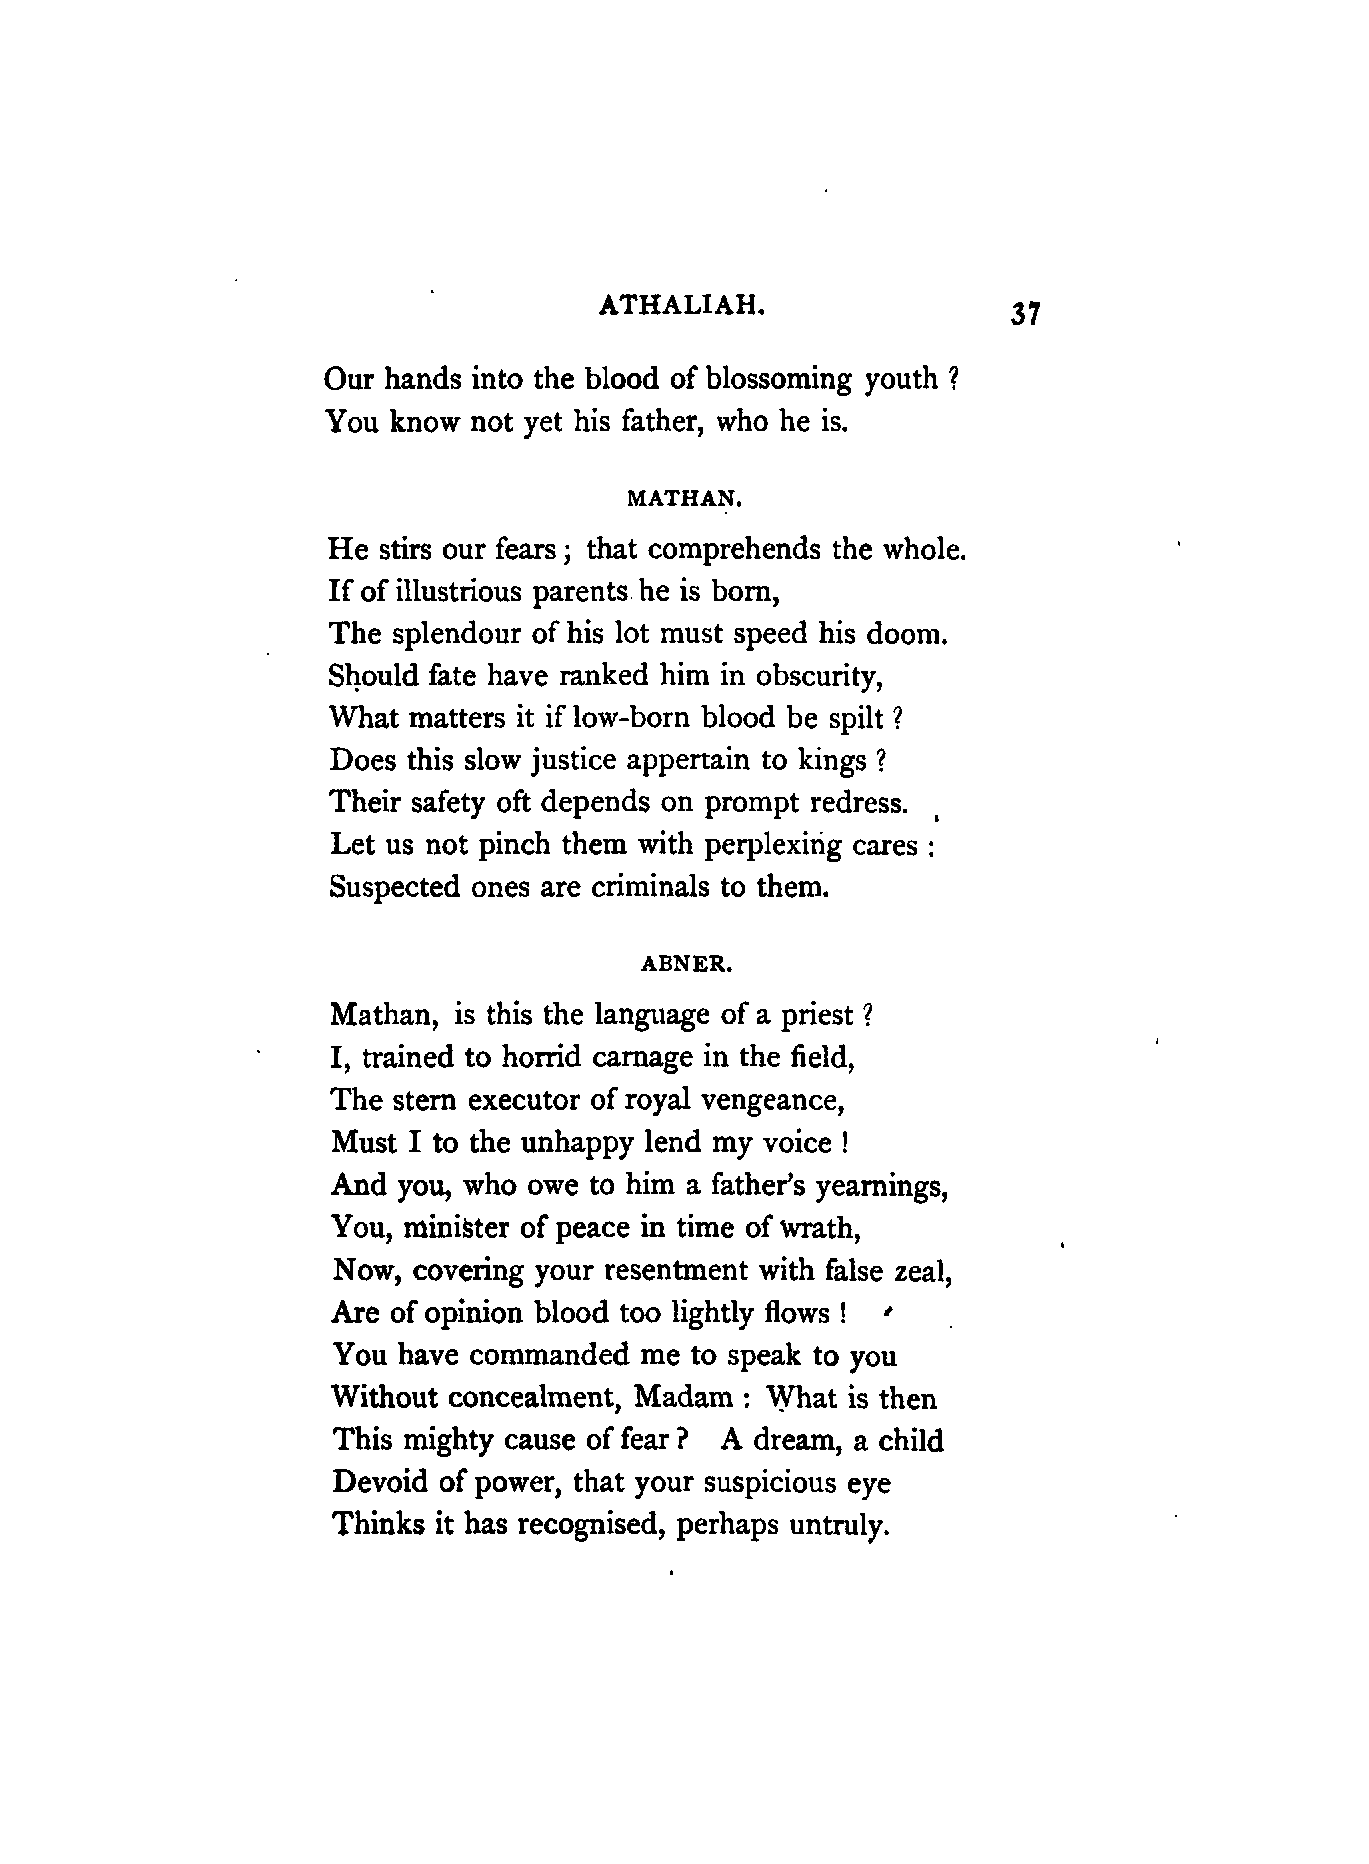 ATHALIAH. 37
Our hands into the blood of blossoming youth ?
You know not yet his father, who he is.
MATHAN.
He stirs our fears ; that comprehends the whole.
If of illustrious parents he is born,
The splendour of his lot must speed his doom.
Should fate have ranked him in obscurity,
What matters it if low-born blood be spilt ?
Does this slow justice appertain to kings ?
Their safety oft depends on prompt redress.
Let us not pinch them with perplexing cares :
Suspected ones are criminals to them.
ABNER.
Mathan, is this the language of a priest ?
I, trained to horrid carnage in the field,
The stern executor of royal vengeance,
Must I to the unhappy lend my voice !
And you, who owe to him a father's yearnings,
You, minister of peace in time of wrath,
Now, covering your resentment with false zeal,
Are of opinion blood too lightly flows !
You have commanded me to speak to you
Without concealment, Madam : What is then
This mighty cause of fear ? A dream, a child
Devoid of power, that your suspicious eye
Thinks it has recognised, perhaps untruly.